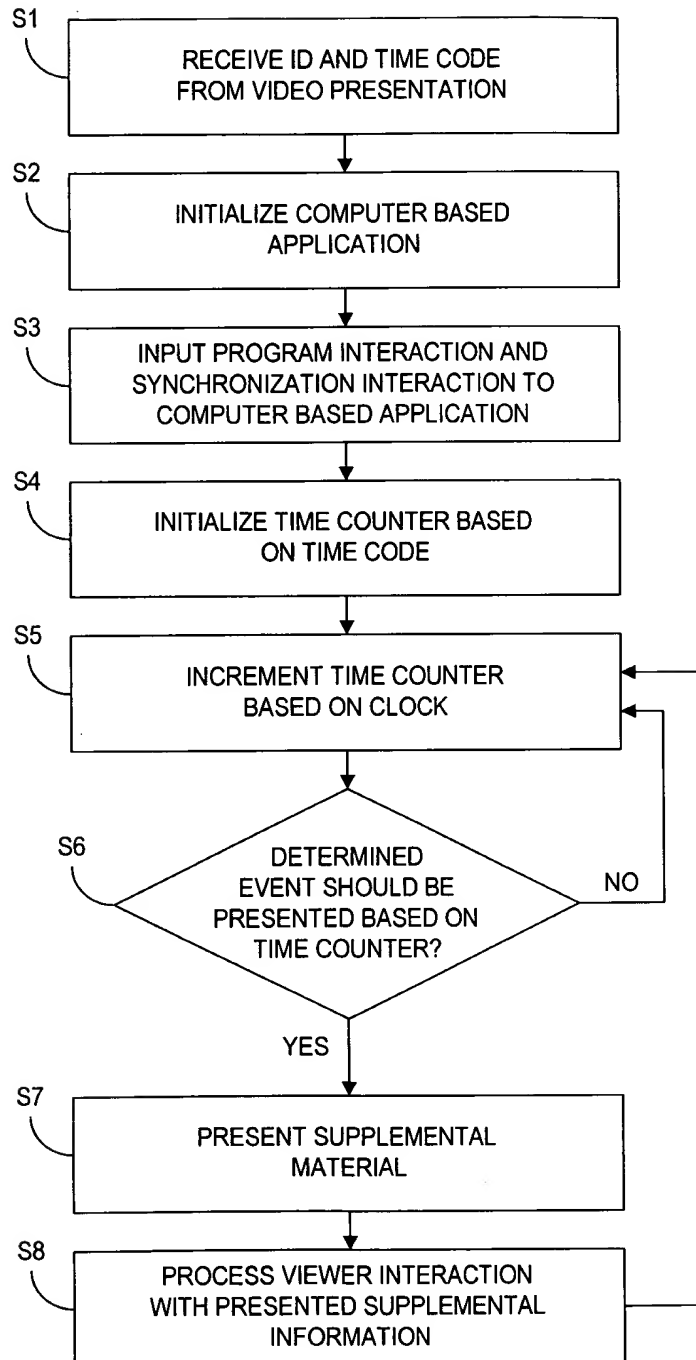 S1
RECEIVE ID AND TIME CODE
FROM VIDEO PRESENTATION
S2
INITIALIZE COMPUTER BASED
APPLICATION
S3
INPUT PROGRAM INTERACTION AND
SYNCHRONIZATION INTERACTION TO
COMPUTER BASED APPLICATION
S4
INITIALIZE TIME COUNTER BASED
ON TIME CODE
S5
INCREMENT TIME COUNTER
BASED ON CLOCK
S6
DETERMINED
EVENT SHOULD BE
PRESENTED BASED ON
TIME COUNTER?
NO
YES
S7
PRESENT SUPPLEMENTAL
MATERIAL
S8
PROCESS VIEWER INTERACTION
WITH PRESENTED SUPPLEMENTAL
INFORMATION